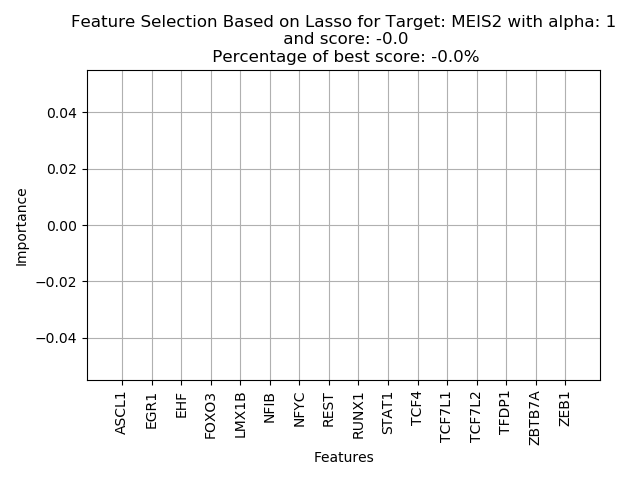 Feature Selection Based on Lasso for Target: MEIS2 with alpha: 1
and score: -0.0
Percentage of best score: -0.0%
Importance
0.04
0.02
0.00
−0.02
−0.04
ASCL1
EGR1
EHF
FOXO3
LMX1B
NFIB
NFYC
REST
RUNX1
STAT1
TCF4
TCF7L1
TCF7L2
TFDP1
ZBTB7A
ZEB1
Features